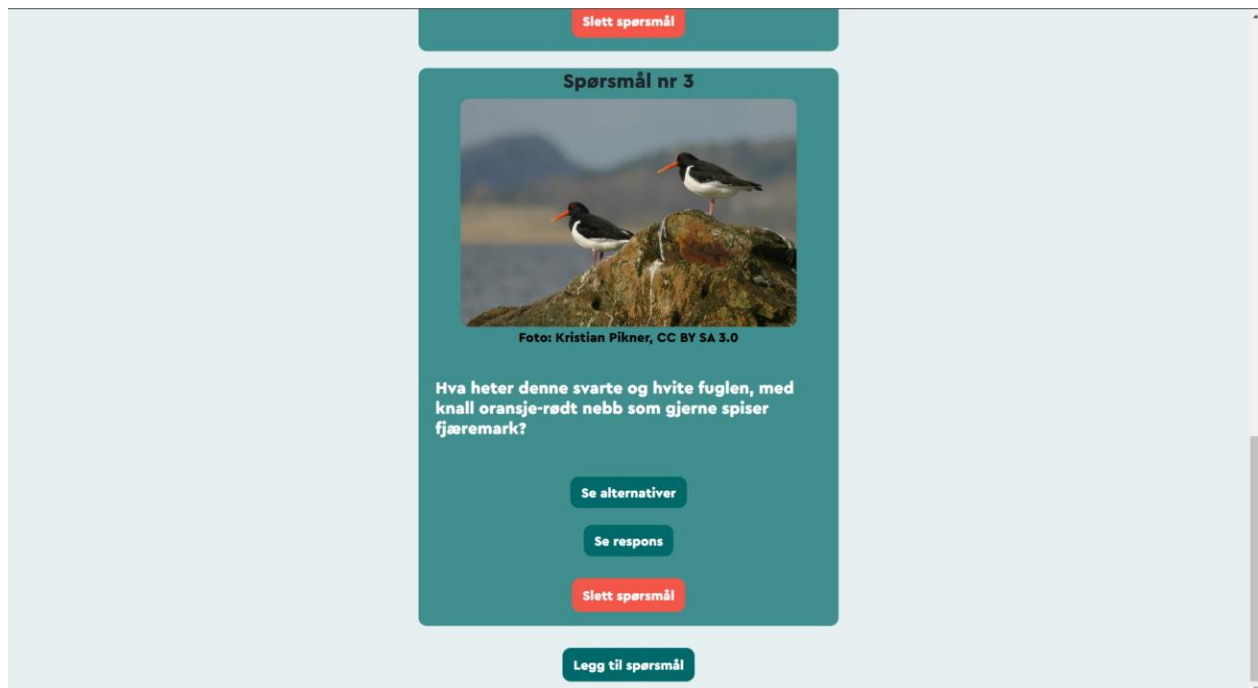 Slett spørsmål
Spørsmål nr 3
Foto: Kristian Pikner, CC BY SA 3.0
Hva heter denne svarte og hvite fuglen, med
knall oransje-rødt nebb som gjerne spiser
fjæremark?
Se alternativer
Se respons
Slett spørsmål
Legg til spørsmål